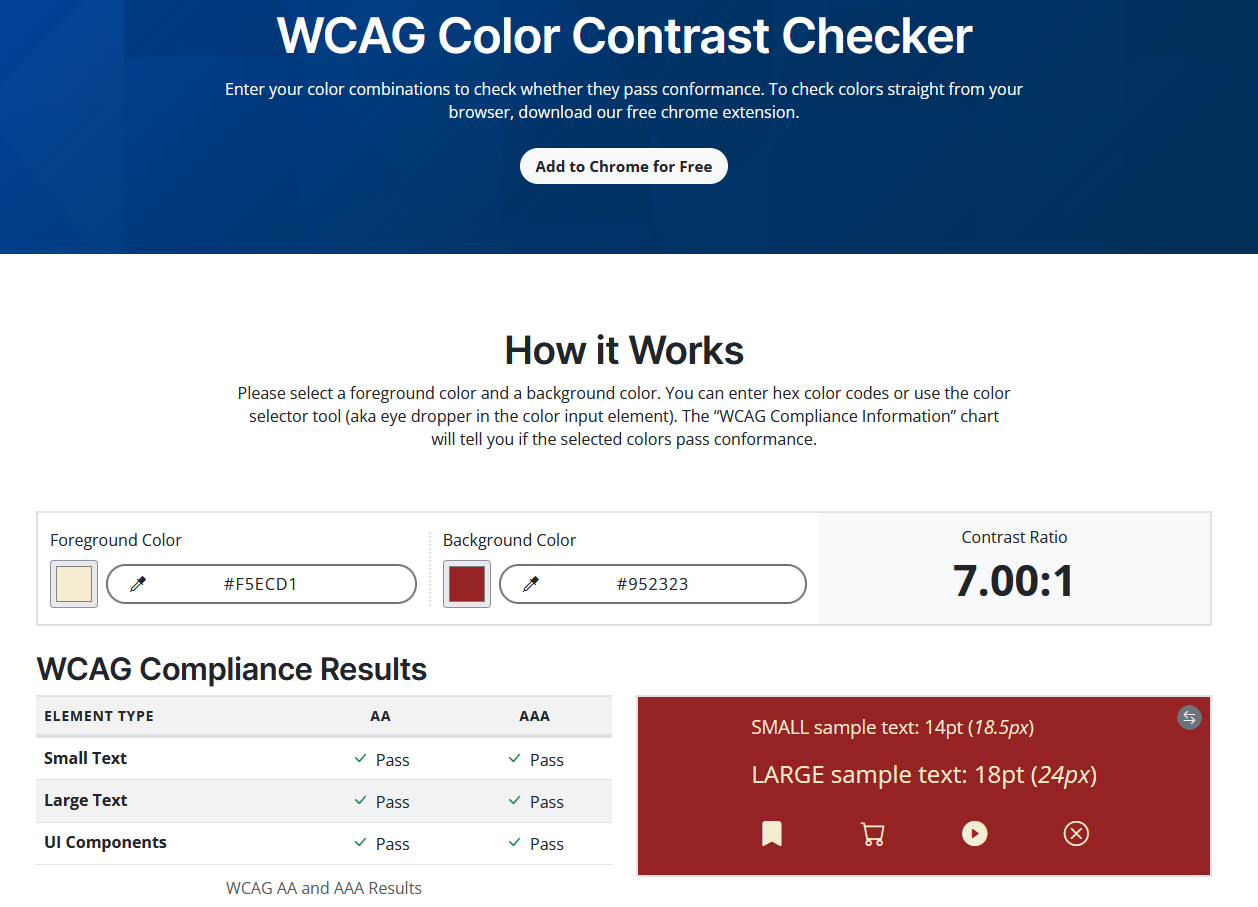 WCAG Color Contrast Checker
Enter your color combinations to check whether they pass conformance. To check colors straight from your
browser, download our free chrome extension.
Add to Chrome for Free
How it Works
Please select a foreground color and a background color. You can enter hex color codes or use the color
selector tool (aka eye dropper in the color input element). The “WCAG Compliance Information” chart
will tell you if the selected colors pass conformance.
Foreground Color
#F5ECD1
Background Color
#952323
Contrast Ratio
7.00:1
WCAG Compliance Results
ELEMENT TYPE AA AAA
Small Text Pass Pass
Large Text Pass Pass
UI Components Pass Pass
WCAG AA and AAA Results
SMALL sample text: 14pt (18.5px)
LARGE sample text: 18pt (24px)